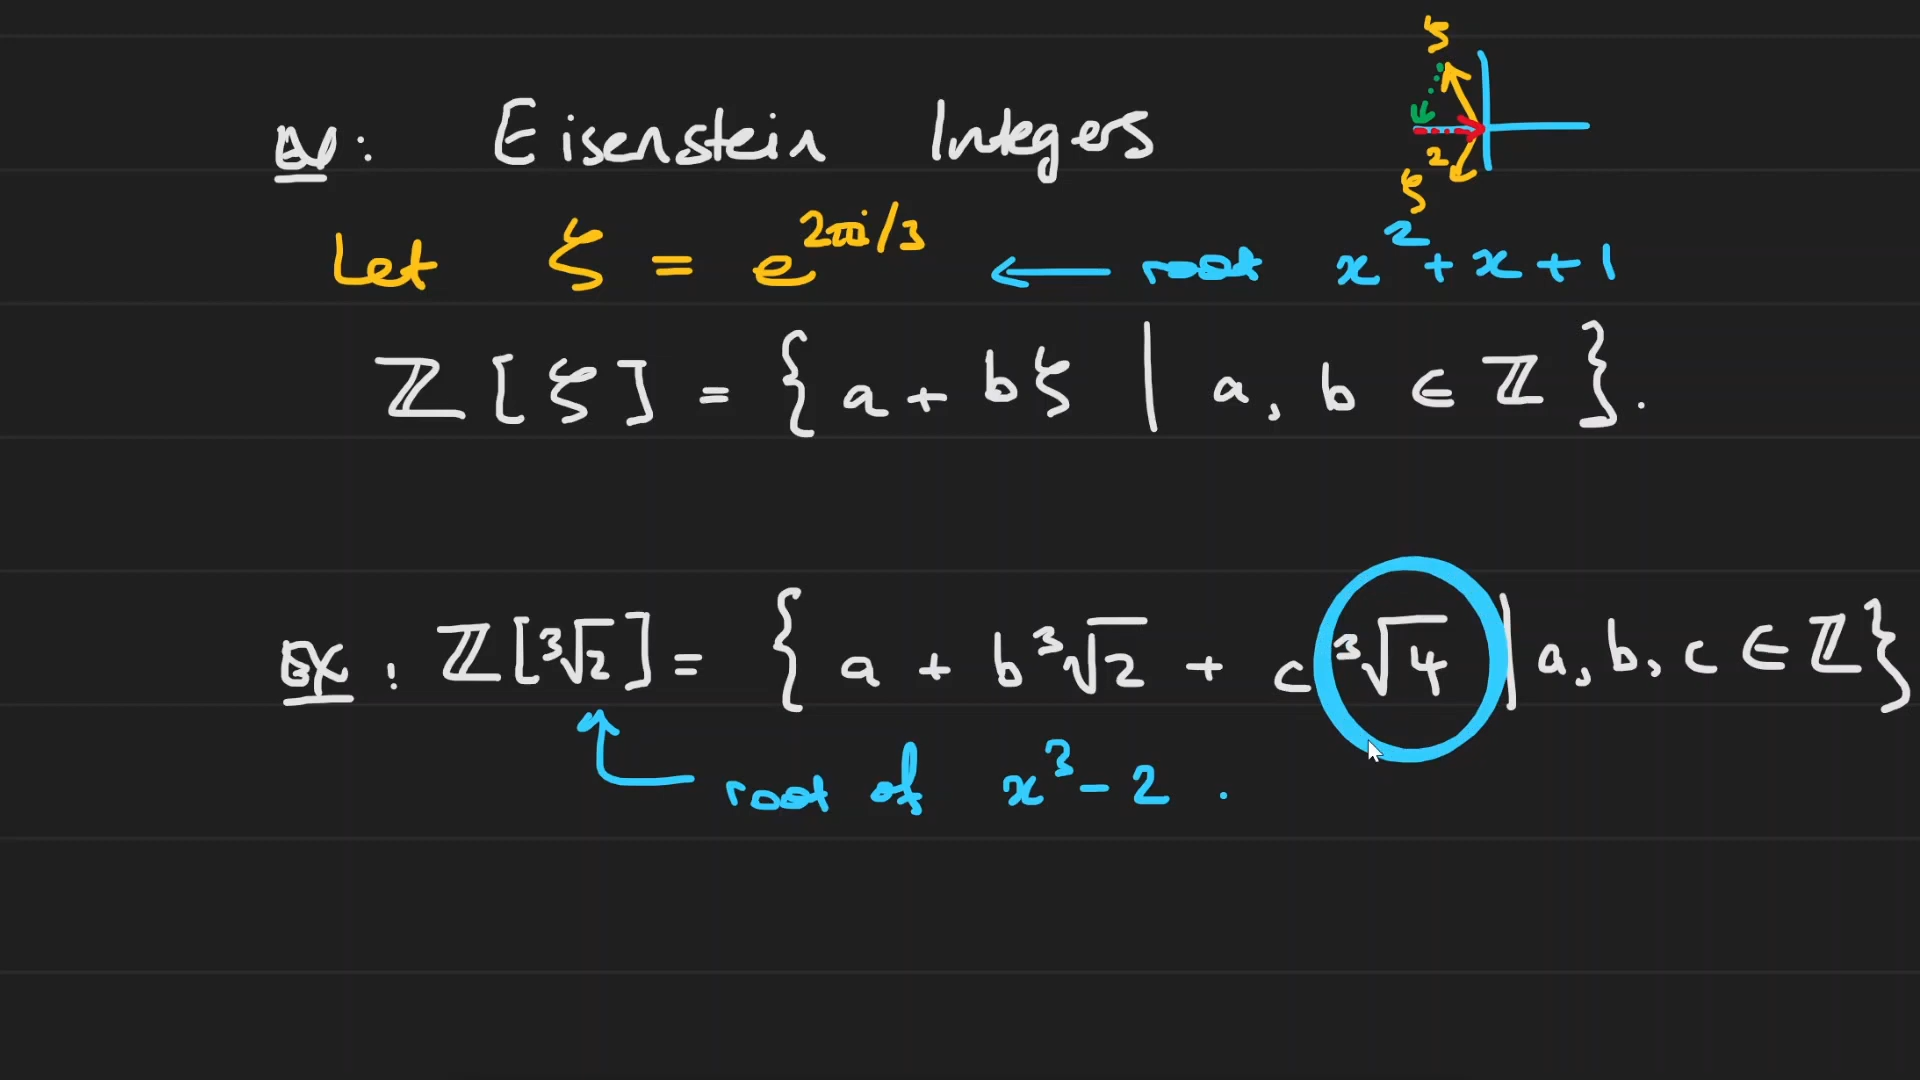 ζ
Ex: Eisenstein Integers
ζ²
Let ζ = e^{2πi/3} ← root x² + x + 1
ℤ[ζ] = { a + bζ | a, b ∈ ℤ }.
Ex: ℤ[∛2] = { a + b∛2 + c∛4 | a, b, c ∈ ℤ }
root of x³ - 2.